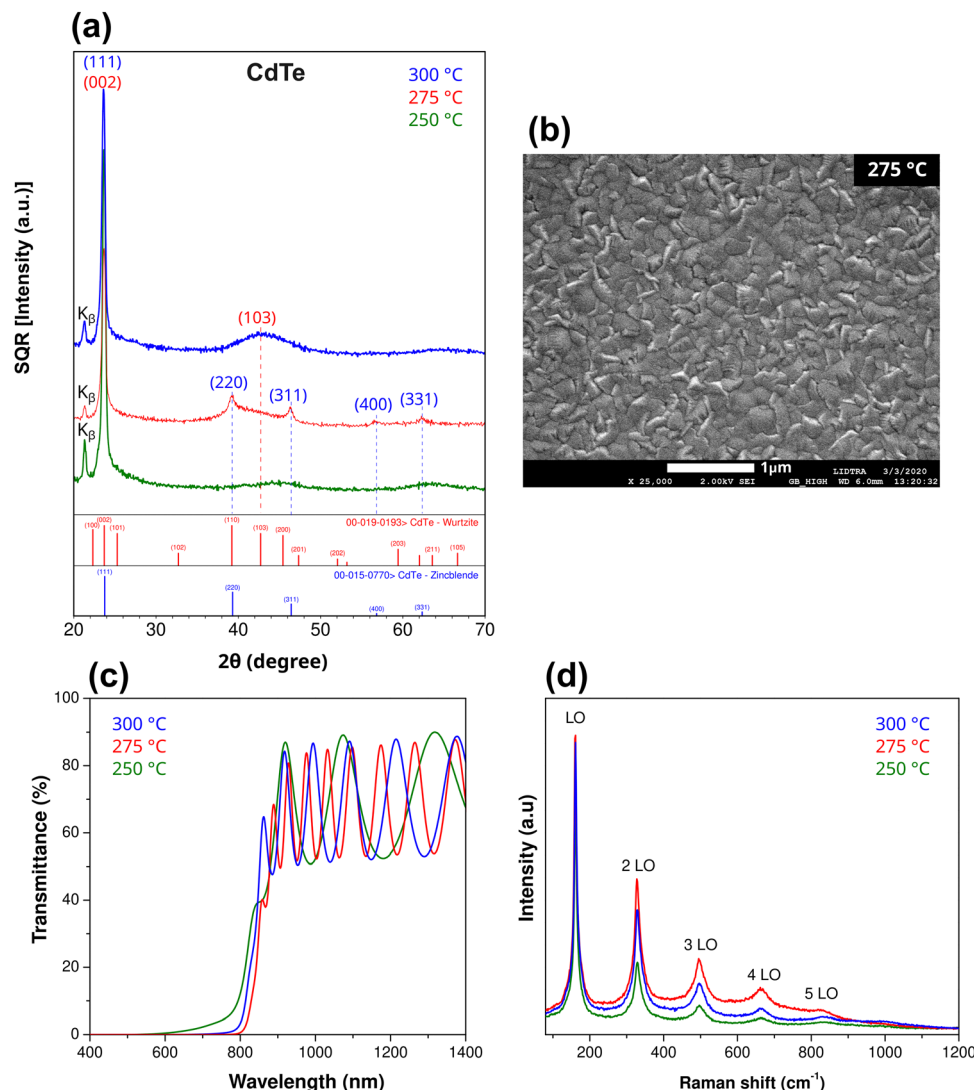 (a)
(111)
(002)
CdTe
300 °C
275 °C
250 °C
SQR [Intensity (a.u.)]
Kβ
(103)
Kβ
(220)
(311)
(400)
(331)
Kβ
00-019-0193> CdTe - Wurtzite
(100)
(002)
(101)
(102)
(110)
(103)
(200)
(201)
(202)
(203)
(211)
(105)
00-015-0770> CdTe - Zincblende
(111)
(220)
(311)
(400)
(331)
20 30 40 50 60 70
2θ (degree)
(b)
275 °C
1µm
LIDTRA 3/3/2020
X 25,000 2.00kV SEI GB_HIGH WD 6.0mm 13:20:32
(c)
100
80
60
40
20
0
Transmittance (%)
300 °C
275 °C
250 °C
400 600 800 1000 1200 1400
Wavelength (nm)
(d)
LO
300 °C
275 °C
250 °C
2 LO
3 LO
4 LO
5 LO
Intensity (a.u)
200 400 600 800 1000 1200
Raman shift (cm⁻¹)